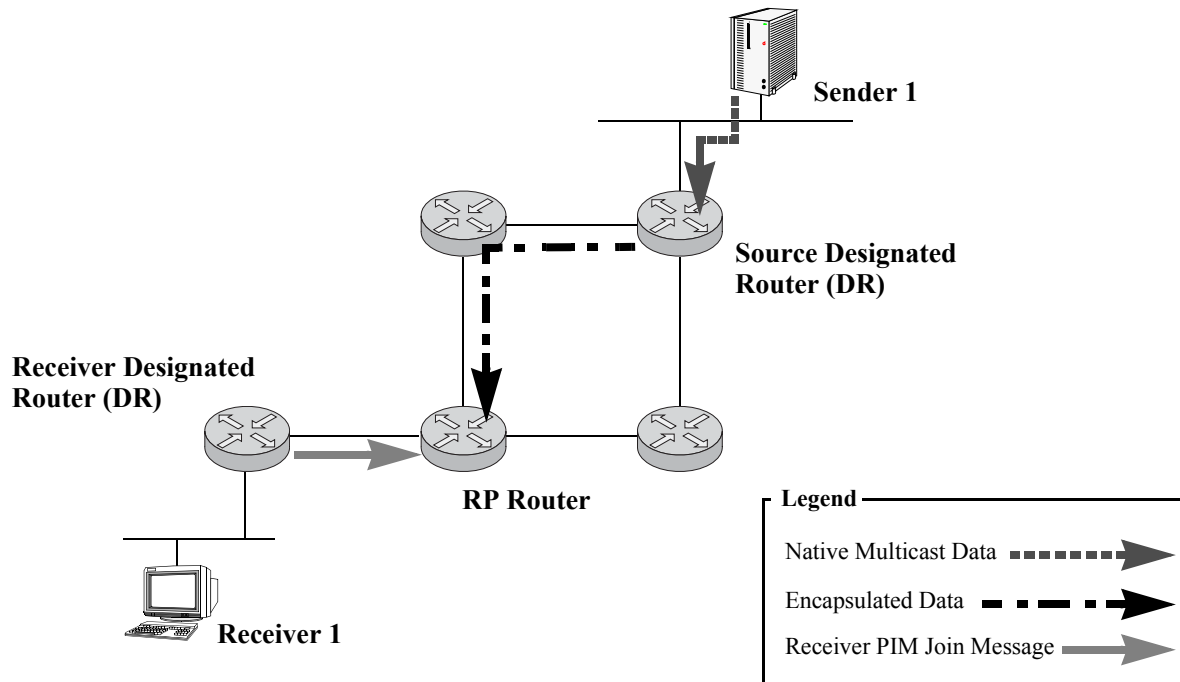 Sender 1
Source Designated
Router (DR)
Receiver Designated
Router (DR)
RP Router
Receiver 1
Legend
Native Multicast Data
Encapsulated Data
Receiver PIM Join Message